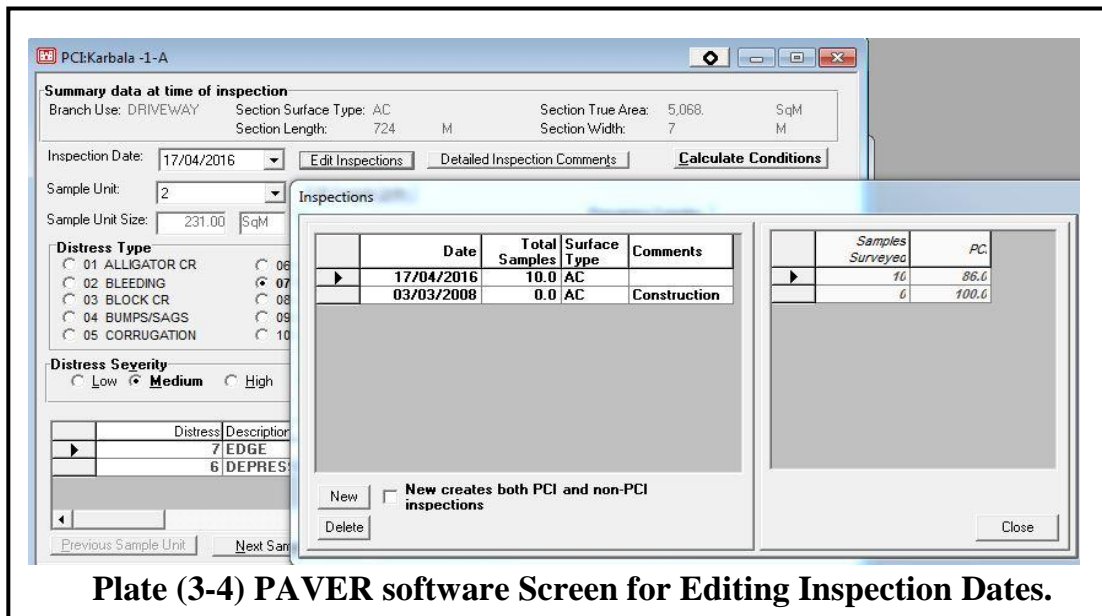 PCI:Karbala -1-A
Summary data at time of inspection
Branch Use: DRIVEWAY Section Surface Type: AC Section True Area: 5,068. SqM
Section Length: 724 M Section Width: 7 M
Inspection Date: 17/04/2016 Edit Inspections Detailed Inspection Comments Calculate Conditions
Sample Unit: 2
Sample Unit Size: 231.00 SqM
Distress Type
01 ALLIGATOR CR 06
02 BLEEDING 07
03 BLOCK CR 08
04 BUMPS/SAGS 09
05 CORRUGATION 10
Distress Severity
Low Medium High
Distress Description
7 EDGE
6 DEPRES
Previous Sample Unit Next Sam
Inspections
Date Total Samples Surface Type Comments
17/04/2016 10.0 AC
03/03/2008 0.0 AC Construction
New New creates both PCI and non-PCI
inspections
Delete
Samples Surveyed PC
10 86.0
0 100.0
Close
Plate (3-4) PAVER software Screen for Editing Inspection Dates.